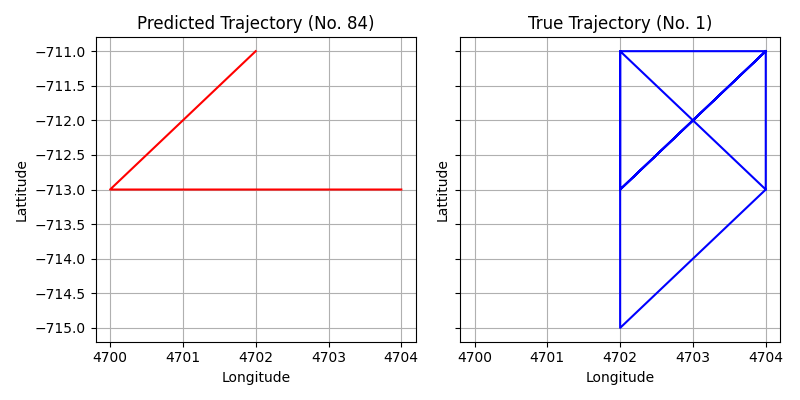 Predicted Trajectory (No. 84)
True Trajectory (No. 1)
Lattitude
−711.0
−711.5
−712.0
−712.5
−713.0
−713.5
−714.0
−714.5
−715.0
4700 4701 4702 4703 4704
Longitude
Lattitude
4700 4701 4702 4703 4704
Longitude